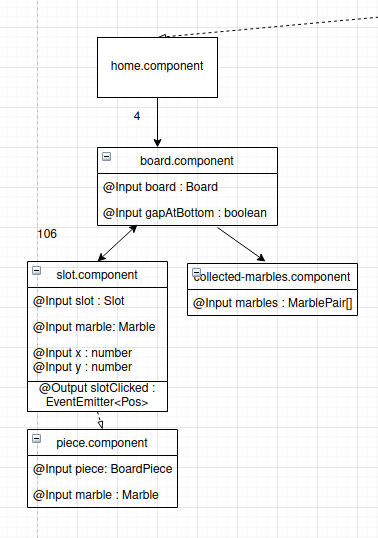 home.component
4
board.component
@Input board : Board
@Input gapAtBottom : boolean
106
slot.component
@Input slot : Slot
@Input marble: Marble
@Input x : number
@Input y : number
@Output slotClicked :
EventEmitter<Pos>
collected-marbles.component
@Input marbles : MarblePair[]
piece.component
@Input piece: BoardPiece
@Input marble : Marble